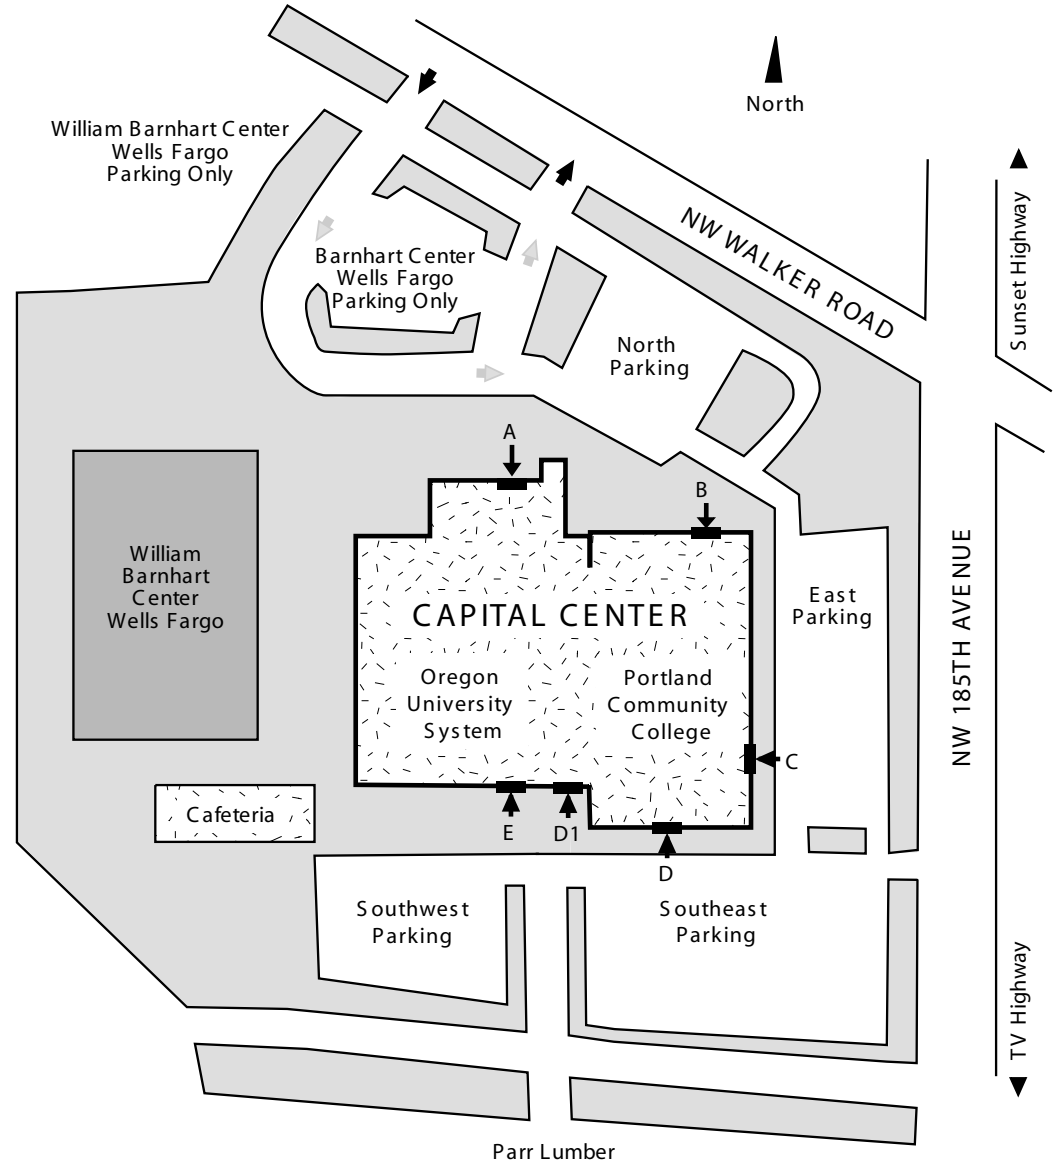 North
William Barnhart Center
Wells Fargo
Parking Only
Sunset Highway
NW WALKER ROAD
Barnhart Center
Wells Fargo
Parking Only
North
Parking
A
B
William
Barnhart
Center
Wells Fargo
CAPITAL CENTER
East
Parking
NW 185TH AVENUE
Oregon
University
System
Portland
Community
College
C
Cafeteria
E
D1
D
Southwest
Parking
Southeast
Parking
TV Highway
Parr Lumber